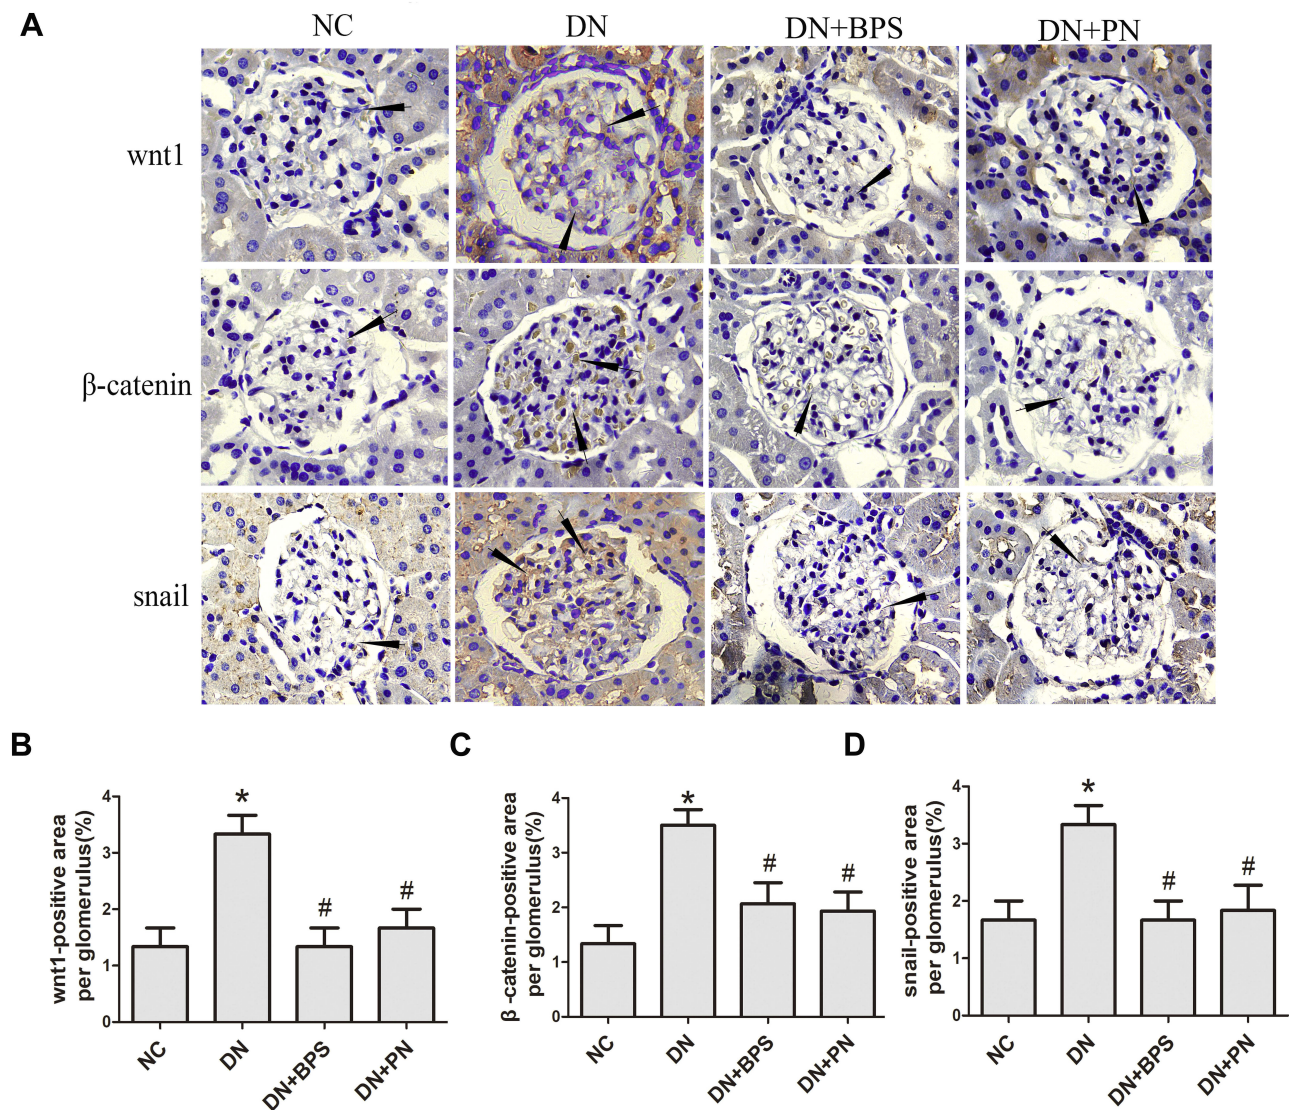 A
NC DN DN+BPS DN+PN
wnt1
β-catenin
snail
B
wnt1-positive area
per glomerulus(%)
4
3
2
1
0
*
#
#
NC DN DN+BPS DN+PN
C
β -catenin-positive area
per glomerulus(%)
4
3
2
1
0
*
#
#
NC DN DN+BPS DN+PN
D
snail-positive area
per glomerulus(%)
4
3
2
1
0
*
#
#
NC DN DN+BPS DN+PN